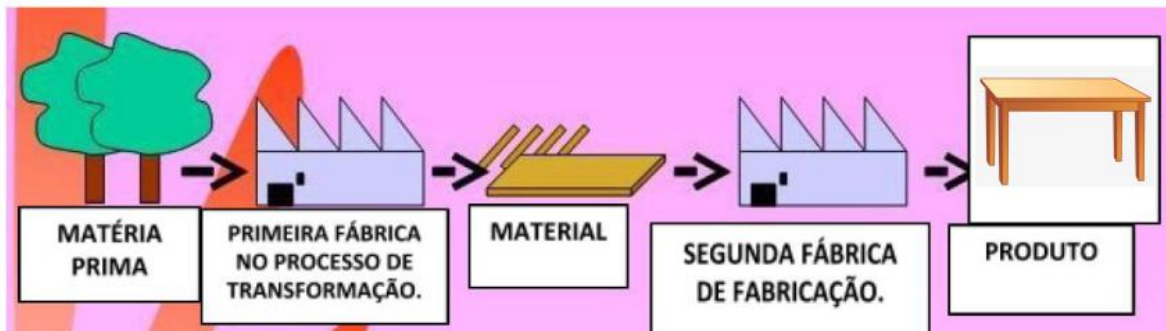 MATÉRIA
PRIMA
PRIMEIRA FÁBRICA
NO PROCESSO DE
TRANSFORMAÇÃO.
MATERIAL
SEGUNDA FÁBRICA
DE FABRICAÇÃO.
PRODUTO